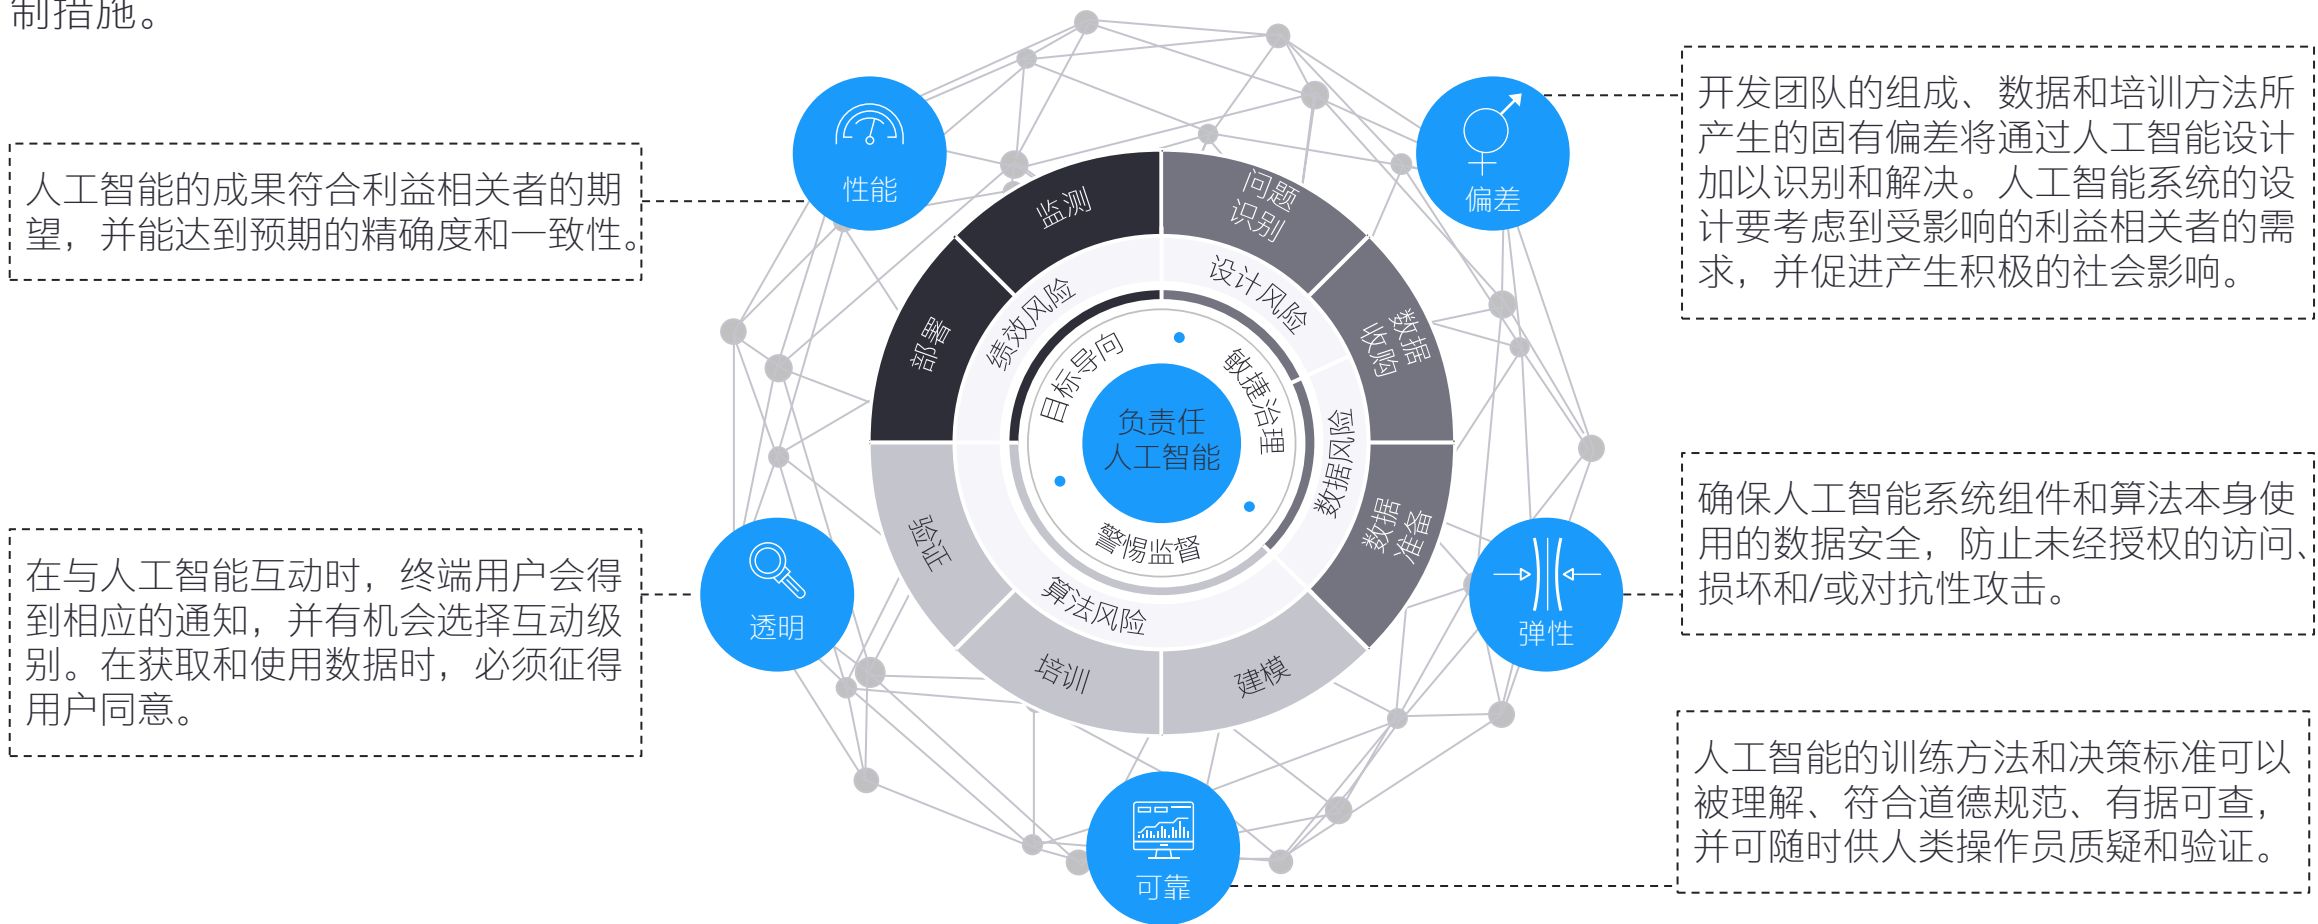 制措施。
性能
人工智能的成果符合利益相关者的期
望，并能达到预期的精确度和一致性。
偏差
开发团队的组成、数据和培训方法所
产生的固有偏差将通过人工智能设计
加以识别和解决。人工智能系统的设
计要考虑到受影响的利益相关者的需
求，并促进产生积极的社会影响。
监测
问题
识别
部署
数据
收购
绩效风险
设计风险
目标导向
敏捷治理
负责任
人工智能
数据风险
警惕监督
算法风险
验证
数据
准备
培训
建模
透明
在与人工智能互动时，终端用户会得
到相应的通知，并有机会选择互动级
别。在获取和使用数据时，必须征得
用户同意。
弹性
确保人工智能系统组件和算法本身使
用的数据安全，防止未经授权的访问、
损坏和/或对抗性攻击。
可靠
人工智能的训练方法和决策标准可以
被理解、符合道德规范、有据可查，
并可随时供人类操作员质疑和验证。